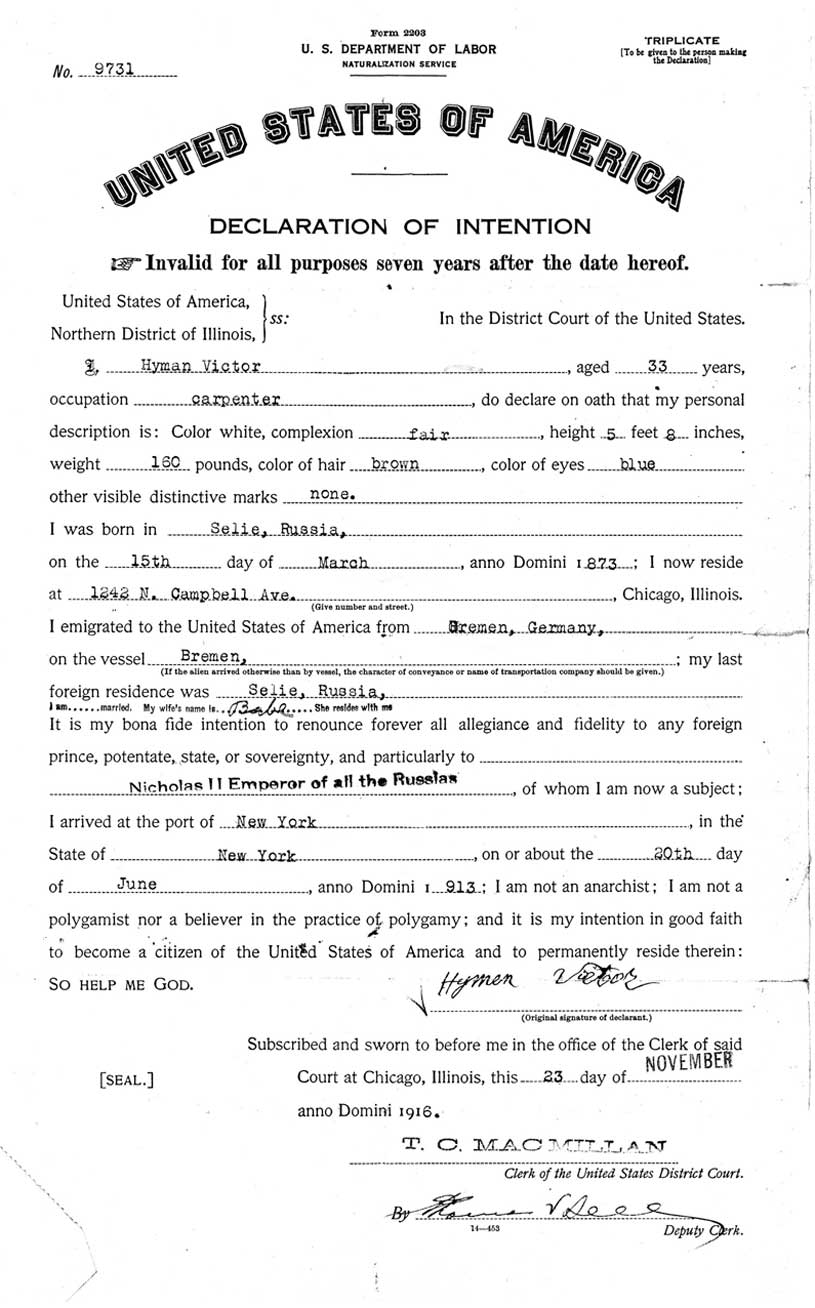 Form 2203
U. S. DEPARTMENT OF LABOR
NATURALIZATION SERVICE
TRIPLICATE
[To be given to the person making
the Declaration]
No. 9731
UNITED STATES OF AMERICA
DECLARATION OF INTENTION
Invalid for all purposes seven years after the date hereof.
United States of America,
Northern District of Illinois,
ss:
In the District Court of the United States.
I, Hyman Victor, aged 33 years,
occupation carpenter, do declare on oath that my personal
description is: Color white, complexion fair, height 5 feet 8 inches,
weight 160 pounds, color of hair brown, color of eyes blue
other visible distinctive marks none.
I was born in Selie, Russia,
on the 15th day of March, anno Domini 1873; I now reside
at 1242 N. Campbell Ave., Chicago, Illinois.
(Give number and street.)
I emigrated to the United States of America from Bremen, Germany,
on the vessel Bremen,; my last
(If the alien arrived otherwise than by vessel, the character of conveyance or name of transportation company should be given.)
foreign residence was Selie, Russia,
I am......married. My wife's name is.. ..... She resides with me
It is my bona fide intention to renounce forever all allegiance and fidelity to any foreign
prince, potentate, state, or sovereignty, and particularly to
Nicholas II Emperor of all the Russias, of whom I am now a subject;
I arrived at the port of New York, in the
State of New York, on or about the 20th day
of June, anno Domini 1 913; I am not an anarchist; I am not a
polygamist nor a believer in the practice of polygamy; and it is my intention in good faith
to become a citizen of the United States of America and to permanently reside therein:
SO HELP ME GOD.
Hymen Victor
(Original signature of declarant.)
Subscribed and sworn to before me in the office of the Clerk of said
[SEAL.]
Court at Chicago, Illinois, this 23 day of NOVEMBER
anno Domini 1916.
T. C. MACMILLAN
Clerk of the United States District Court.
By Thomas
14—453
Deputy Clerk.